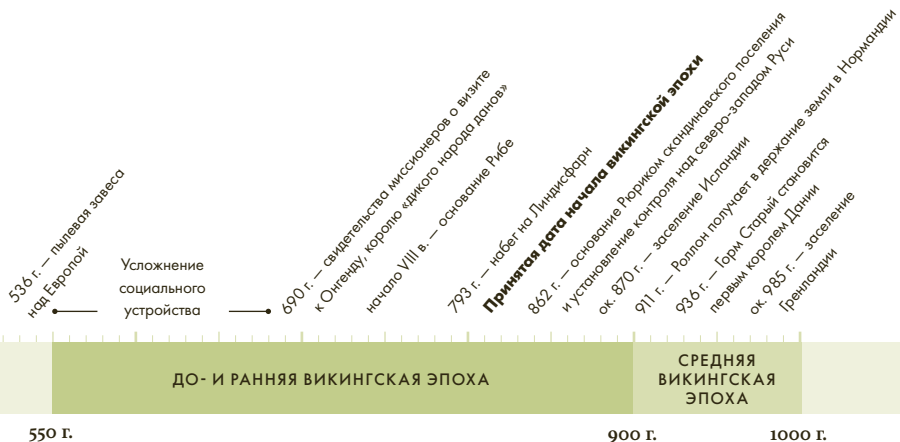 536 г. — пылевая завеса
над Европой
Усложнение
социального
устройства
690 г. — свидетельства миссионеров о визите
к Онгенду, королю «дикого народа данов»
начало VIII в. — основание Рибе
793 г. — набег на Линдисфарн
Принятая дата начала викингской эпохи
862 г. — основание Рюриком скандинавского поселения
и установление контроля над северо-западом Руси
ок. 870 г. — заселение Исландии
911 г. — Роллон получает в держание земли в Нормандии
936 г. — Горм Старый становится
первым королем Дании
ок. 985 г. — заселение
Гренландии
ДО- И РАННЯЯ ВИКИНГСКАЯ ЭПОХА
СРЕДНЯЯ
ВИКИНГСКАЯ
ЭПОХА
550 г.
900 г.
1000 г.